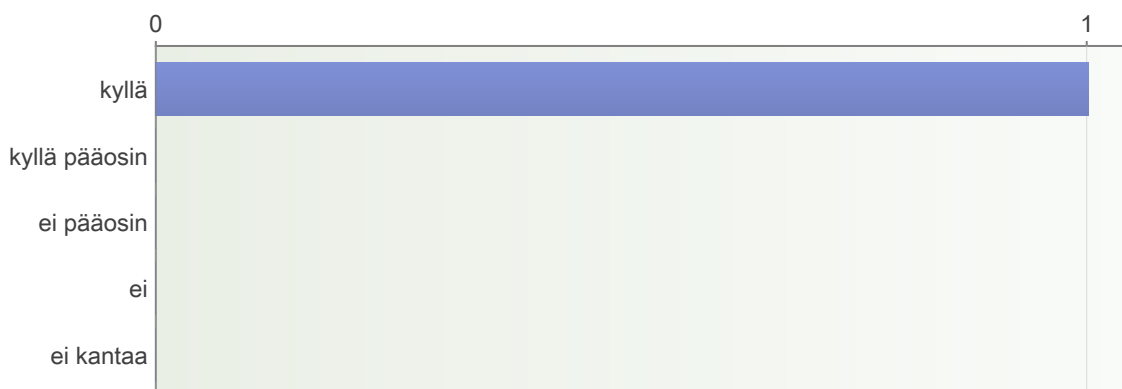 0 1
kyllä
kyllä pääosin
ei pääosin
ei
ei kantaa